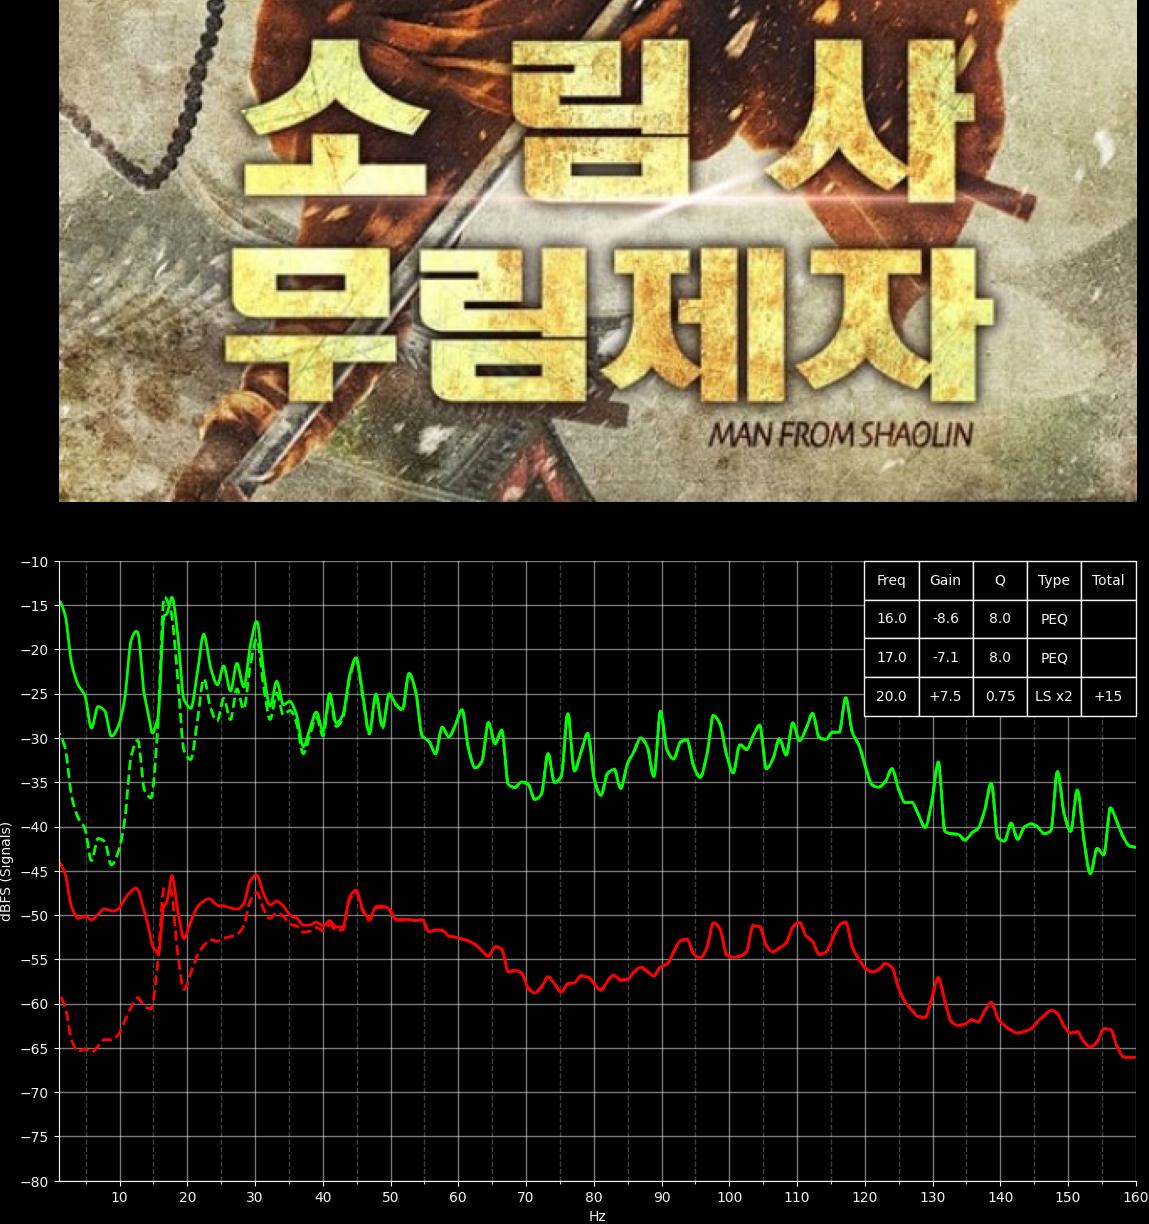 소림사
무림제자
MAN FROM SHAOLIN
Freq Gain Q Type Total
16.0 -8.6 8.0 PEQ
17.0 -7.1 8.0 PEQ
20.0 +7.5 0.75 LS x2 +15
−10
−15
−20
−25
−30
−35
−40
−45
−50
−55
−60
−65
−70
−75
−80
dBFS (Signals)
10 20 30 40 50 60 70 80 90 100 110 120 130 140 150 160
Hz